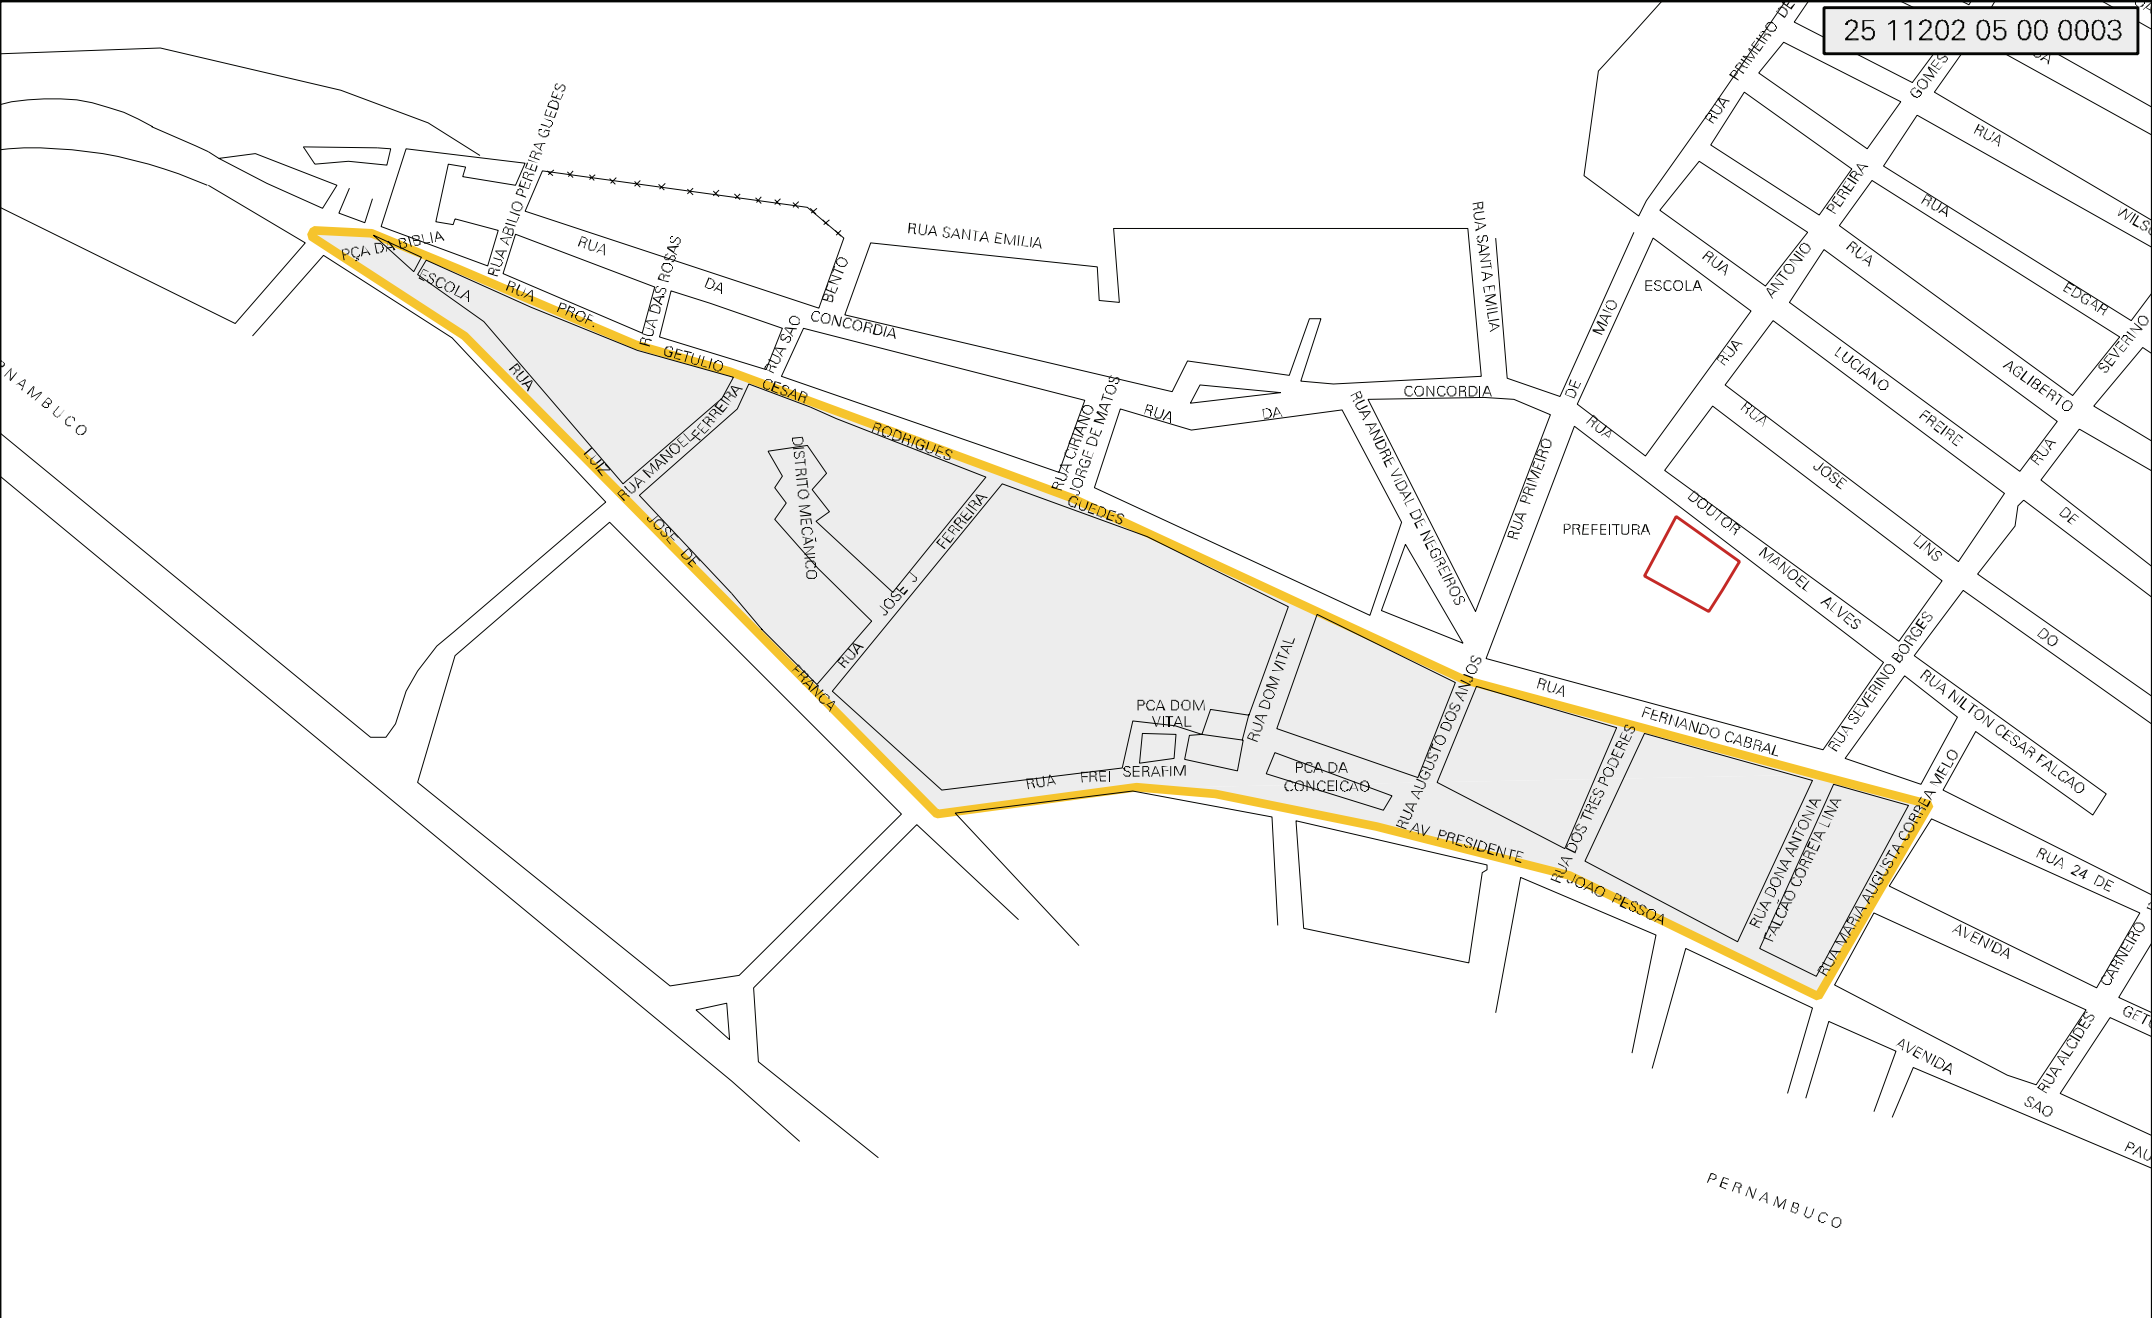 25 11202 05 00 0003
RUA PRIMEIRO DE
GOMES
RUA
RUA ABILIO PEREIRA GUEDES
PEREIRA
RUA
WILS
RUA SANTA EMILIA
RUA SANTA EMILIA
PÇA DA BIBLIA
RUA
DA
RUA DAS ROSAS
BENTO
RUA SAO
CONCORDIA
ESCOLA
RUA
ANTONIO
RUA
EDGAR
SEVERINO
ESCOLA
RUA
PROF.
GETULIO
CESAR
RODRIGUES
GUEDES
MAIO
DE
RUA PRIMEIRO
RUA
LUCIANO
FREIRE
AGLIBERTO
RUA
RNAMBUCO
RUA
LUIZ
JOSE DE
FRANCA
RUA MANOEL FERREIRA
DISTRITO MECÂNICO
RUA
JOSE J
FERREIRA
RUA CIRIANO
JORGE DE MATOS
RUA
DA
CONCORDIA
RUA ANDRE VIDAL DE NEGREIROS
RUA
DOUTOR
MANOEL
ALVES
RUA
JOSE
LINS
DE
DO
PREFEITURA
RUA DOM VITAL
PCA DOM
VITAL
RUA
FREI
SERAFIM
PCA DA
CONCEICAO
RUA AUGUSTO DOS ANJOS
RUA
FERNANDO CABRAL
RUA SEVERINO BORGES
RUA NILTON CESAR FALCAO
AV PRESIDENTE
JOAO PESSOA
RUA DOS TRES PODERES
RUA DONA ANTONIA
FALCÃO CORREIA LINA
RUA MARIA AUGUSTA CORREA MELO
RUA 24 DE
AVENIDA
CARNEIRO
RUA ALCIDES
GETU
AVENIDA
SAO
PAU
PERNAMBUCO